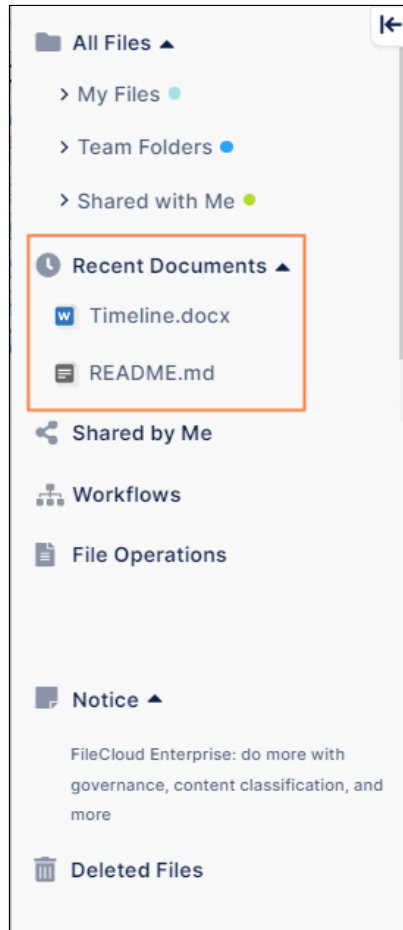 All Files
My Files
Team Folders
Shared with Me
Recent Documents
W Timeline.docx
README.md
Shared by Me
Workflows
File Operations
Notice
FileCloud Enterprise: do more with
governance, content classification, and
more
Deleted Files